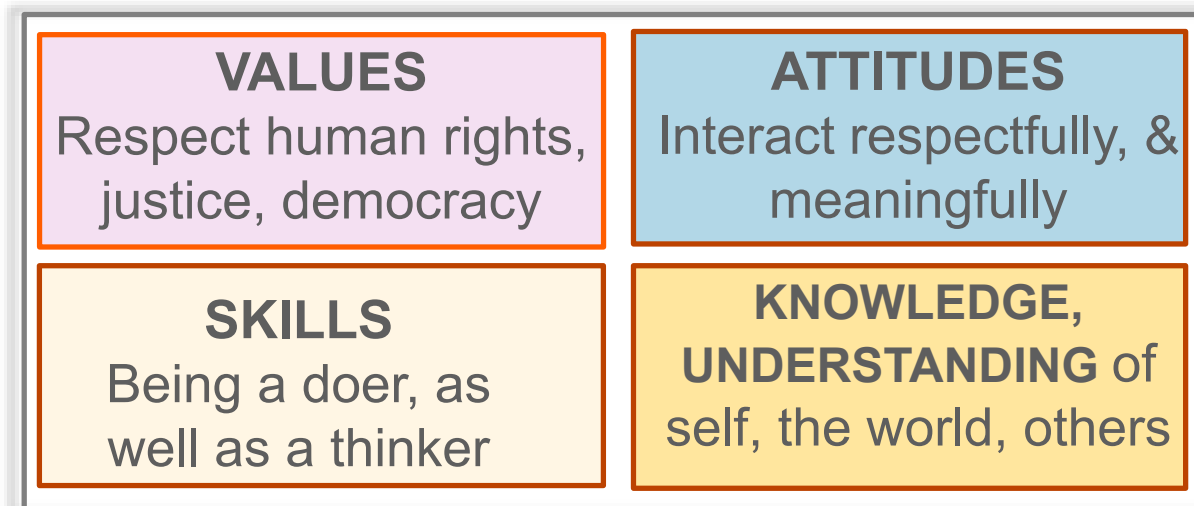 VALUES
Respect human rights,
justice, democracy
ATTITUDES
Interact respectfully, &
meaningfully
SKILLS
Being a doer, as
well as a thinker
KNOWLEDGE,
UNDERSTANDING of
self, the world, others